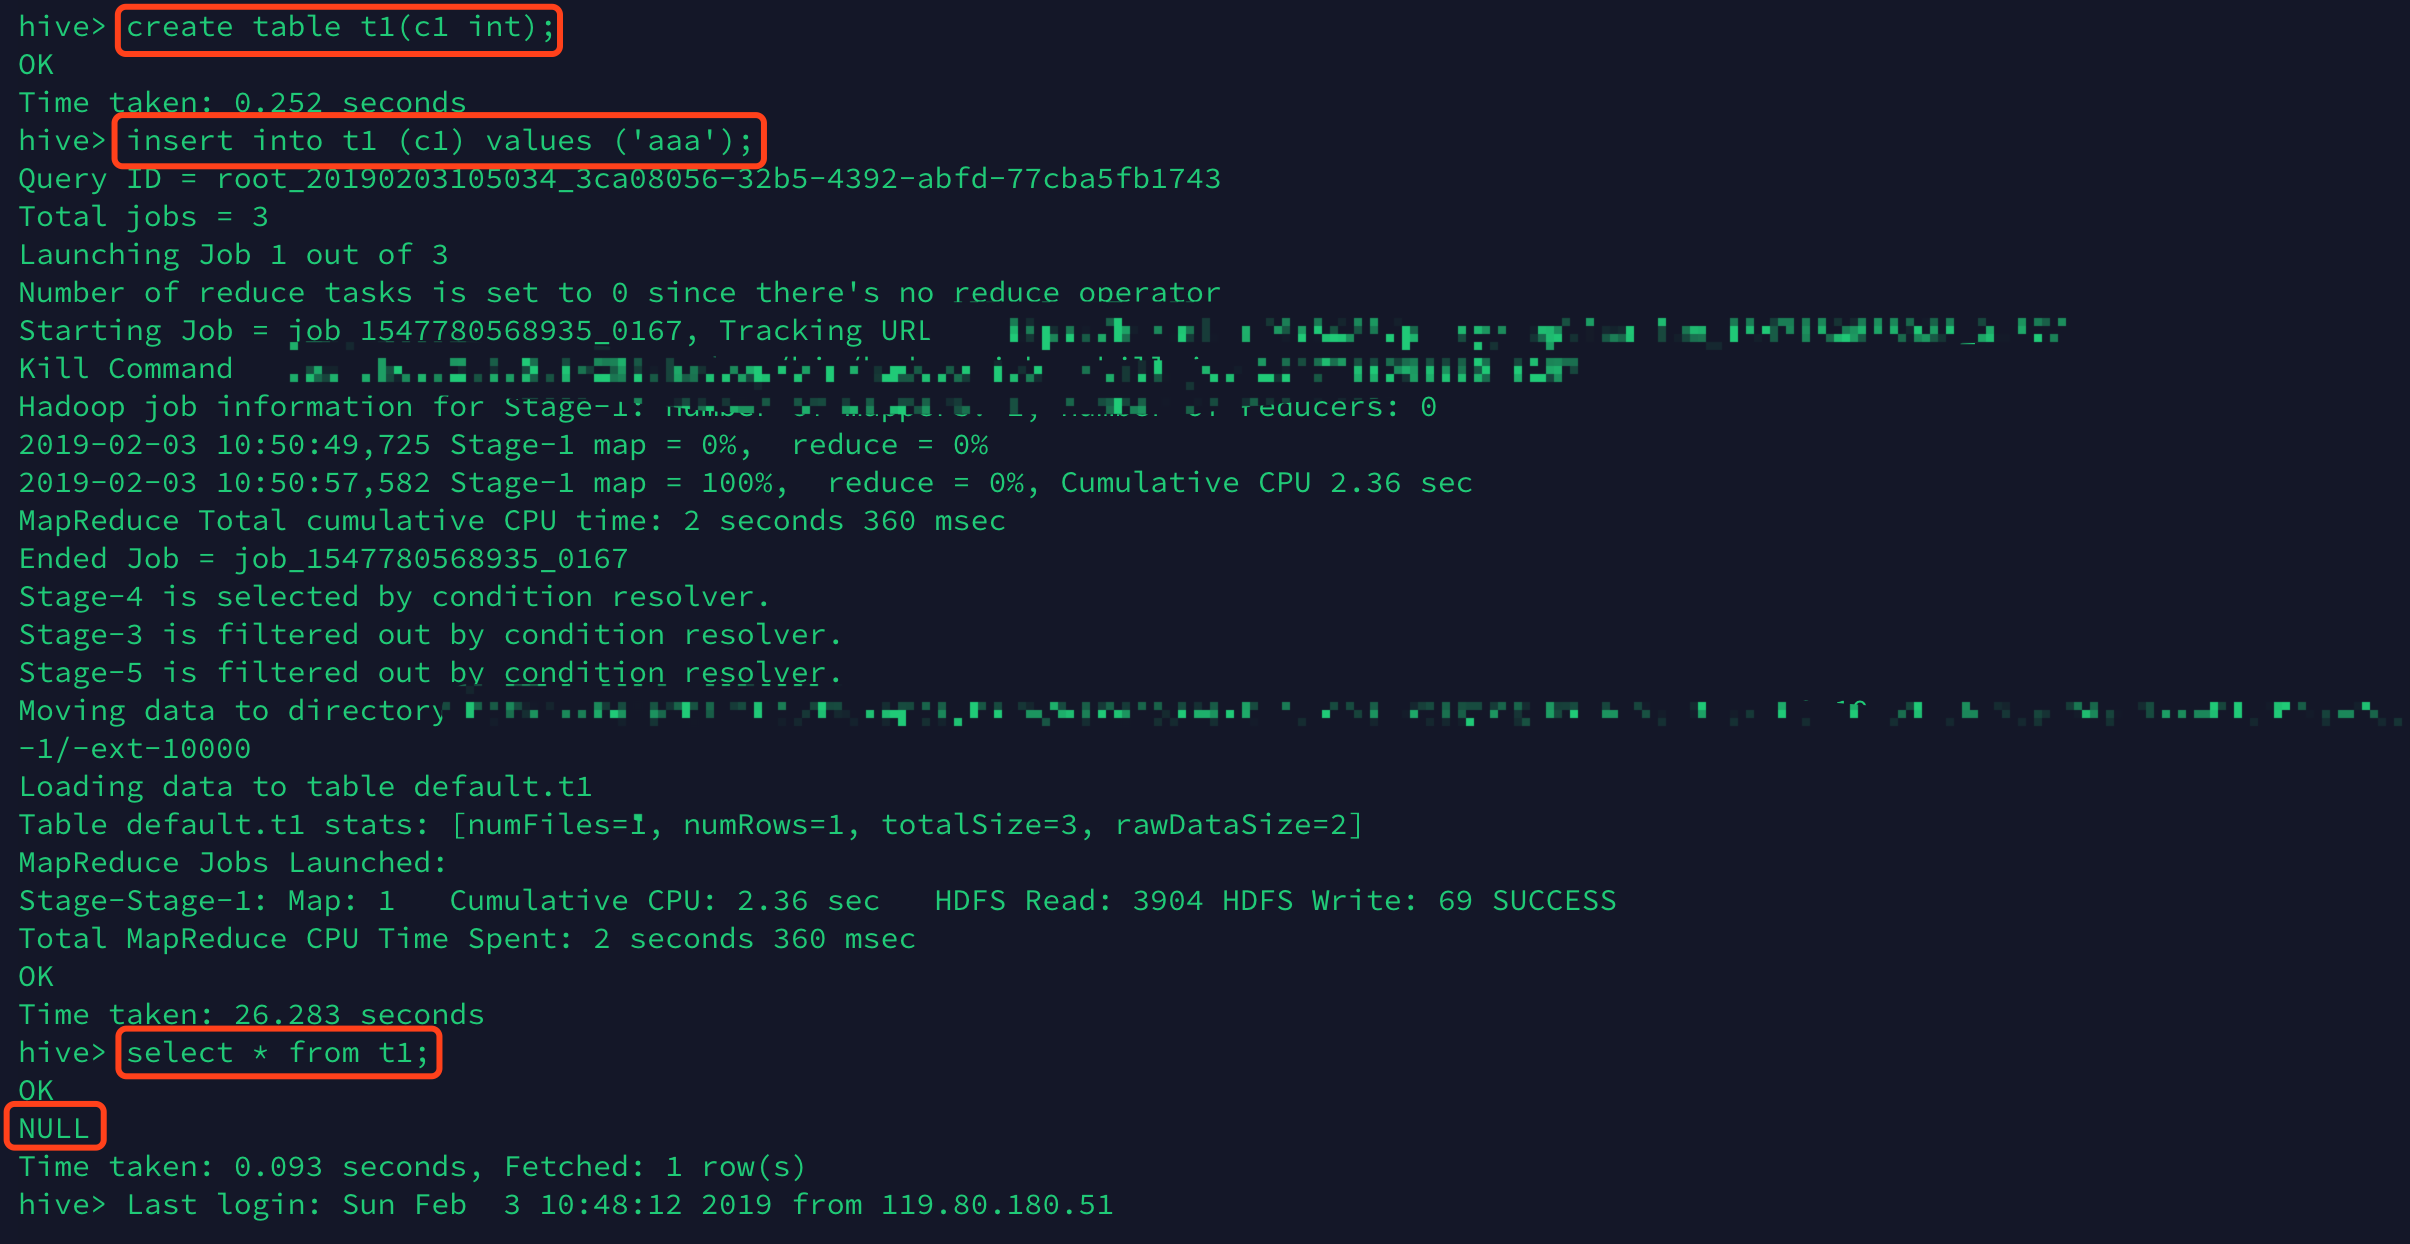 hive> create table t1(c1 int);
OK
Time taken: 0.252 seconds
hive> insert into t1 (c1) values ('aaa');
Query ID = root_20190203105034_3ca08056-32b5-4392-abfd-77cba5fb1743
Total jobs = 3
Launching Job 1 out of 3
Number of reduce tasks is set to 0 since there's no reduce operator
Starting Job = job_1547780568935_0167, Tracking URL
Kill Command
Hadoop job information for Stage-1: number of mappers: 1; number of reducers: 0
2019-02-03 10:50:49,725 Stage-1 map = 0%,  reduce = 0%
2019-02-03 10:50:57,582 Stage-1 map = 100%,  reduce = 0%, Cumulative CPU 2.36 sec
MapReduce Total cumulative CPU time: 2 seconds 360 msec
Ended Job = job_1547780568935_0167
Stage-4 is selected by condition resolver.
Stage-3 is filtered out by condition resolver.
Stage-5 is filtered out by condition resolver.
Moving data to directory
-1/-ext-10000
Loading data to table default.t1
Table default.t1 stats: [numFiles=1, numRows=1, totalSize=3, rawDataSize=2]
MapReduce Jobs Launched:
Stage-Stage-1: Map: 1   Cumulative CPU: 2.36 sec   HDFS Read: 3904 HDFS Write: 69 SUCCESS
Total MapReduce CPU Time Spent: 2 seconds 360 msec
OK
Time taken: 26.283 seconds
hive> select * from t1;
OK
NULL
Time taken: 0.093 seconds, Fetched: 1 row(s)
hive> Last login: Sun Feb  3 10:48:12 2019 from 119.80.180.51